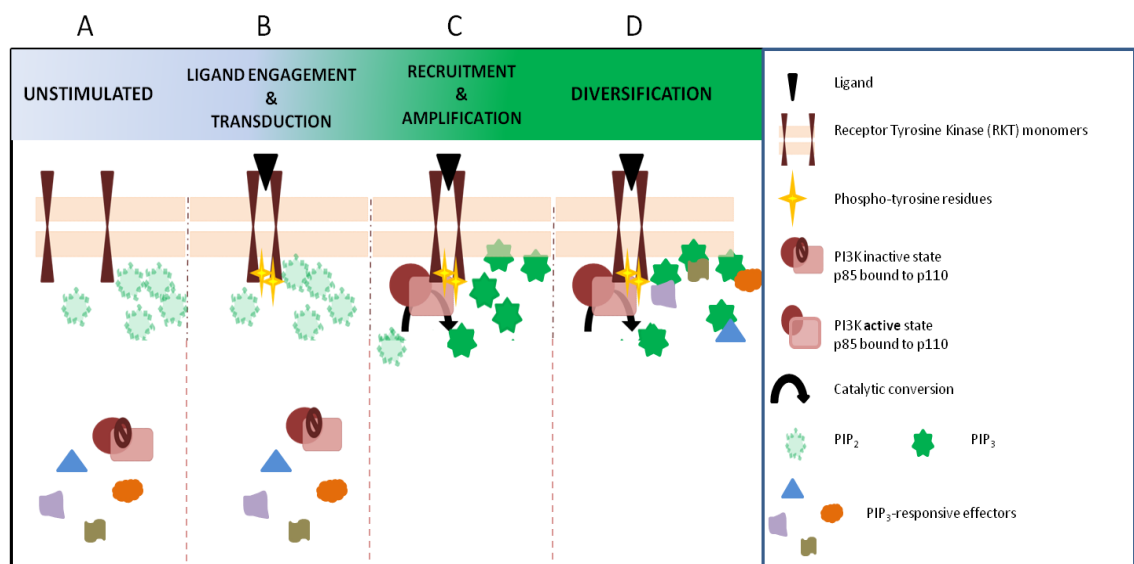 A
B
C
D
UNSTIMULATED
LIGAND ENGAGEMENT
&
TRANSDUCTION
RECRUITMENT
&
AMPLIFICATION
DIVERSIFICATION
Ligand
Receptor Tyrosine Kinase (RKT) monomers
Phospho-tyrosine residues
PI3K inactive state
p85 bound to p110
PI3K active state
p85 bound to p110
Catalytic conversion
PIP2
PIP3
PIP3-responsive effectors